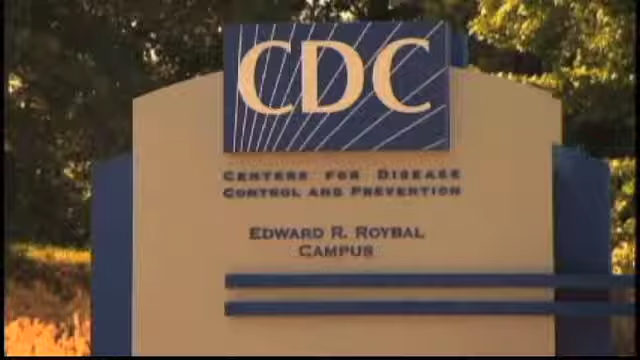 CDC
CENTERS FOR DISEASE
CONTROL AND PREVENTION
EDWARD R. ROYBAL
CAMPUS